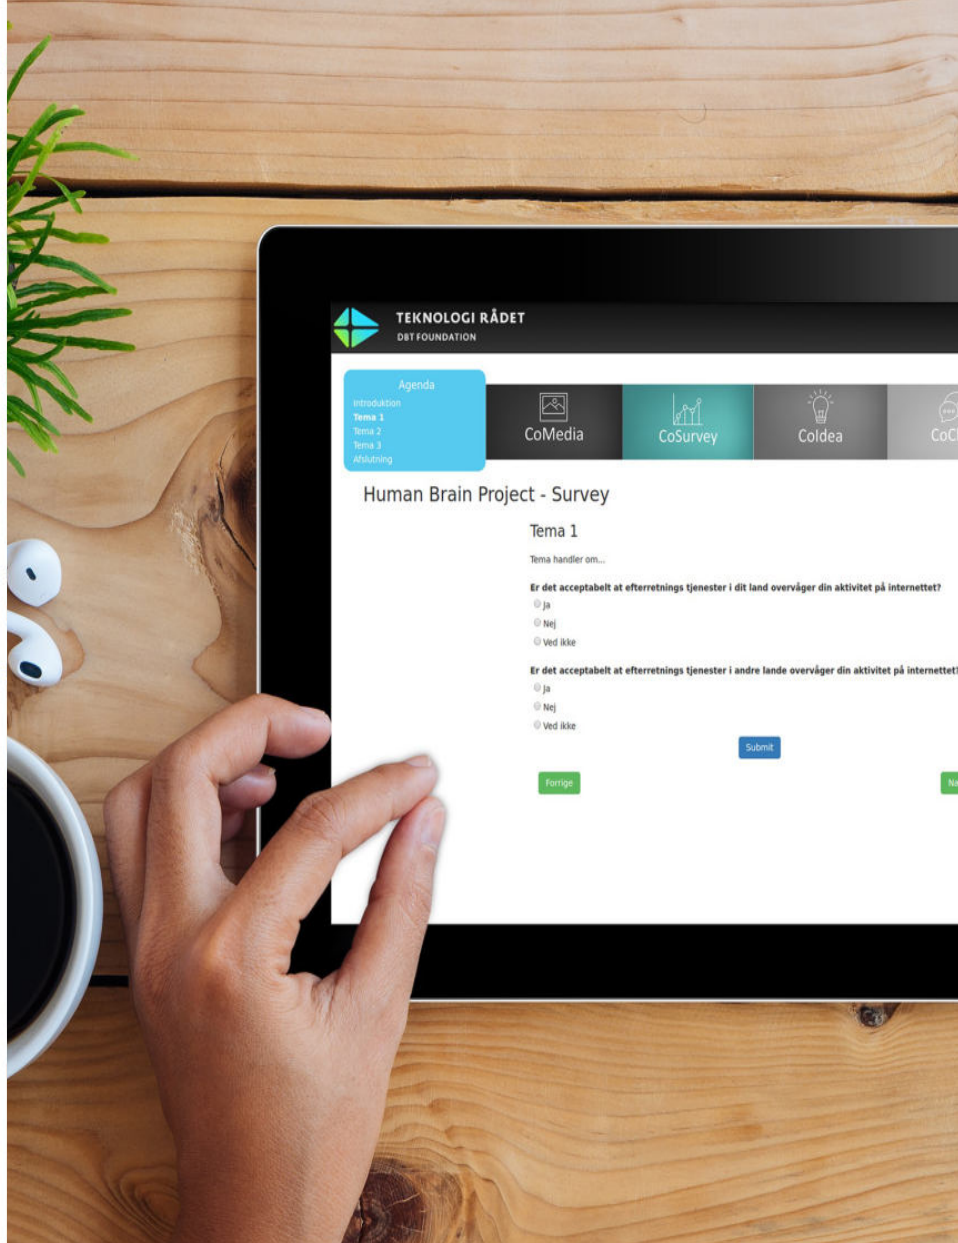 TEKNOLOGI RÅDET
DBT FOUNDATION
Agenda
Introduktion
Tema 1
Tema 2
Tema 3
Afslutning
CoMedia
CoSurvey
CoIdea
Human Brain Project - Survey
Tema 1
Tema handler om...
Er det acceptabelt at efterretnings tjenester i dit land overvåger din aktivitet på internettet?
Ja
Nej
Ved ikke
Er det acceptabelt at efterretnings tjenester i andre lande overvåger din aktivitet på internettet?
Ja
Nej
Ved ikke
Submit
Forrige